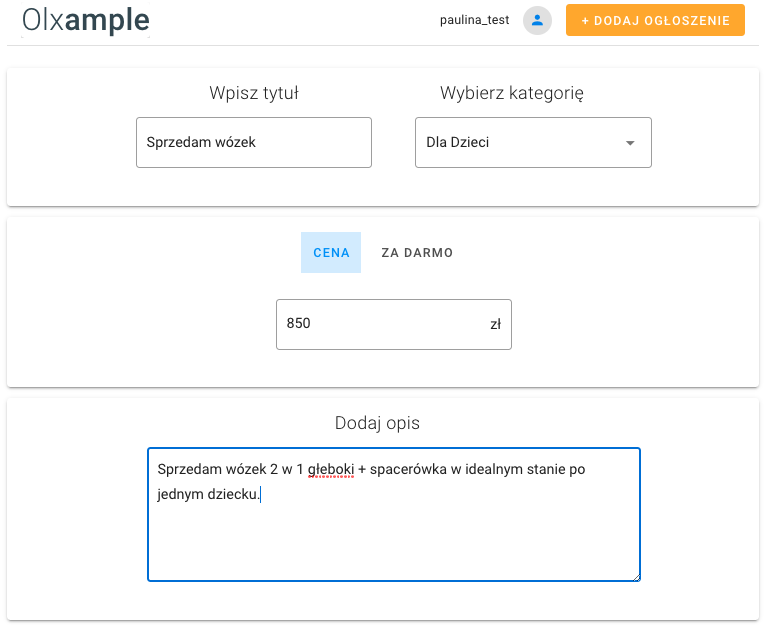 Olxample
paulina_test
+ DODAJ OGŁOSZENIE
Wpisz tytuł
Wybierz kategorię
Sprzedam wózek
Dla Dzieci
CENA
ZA DARMO
850
zł
Dodaj opis
Sprzedam wózek 2 w 1 głeboki + spacerówka w idealnym stanie po
jednym dziecku.